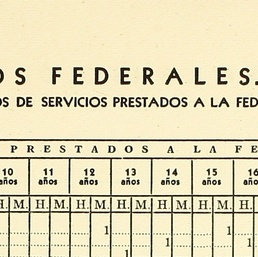 OS FEDERALES.
OS DE SERVICIOS PRESTADOS A LA FED
PRESTADOS A LA FE
10 años 11 años 12 años 13 años 14 años 15 años 16 años
H. M. H. M. H. M. H. M. H. M. H. M. H.
1 1
1 1
1